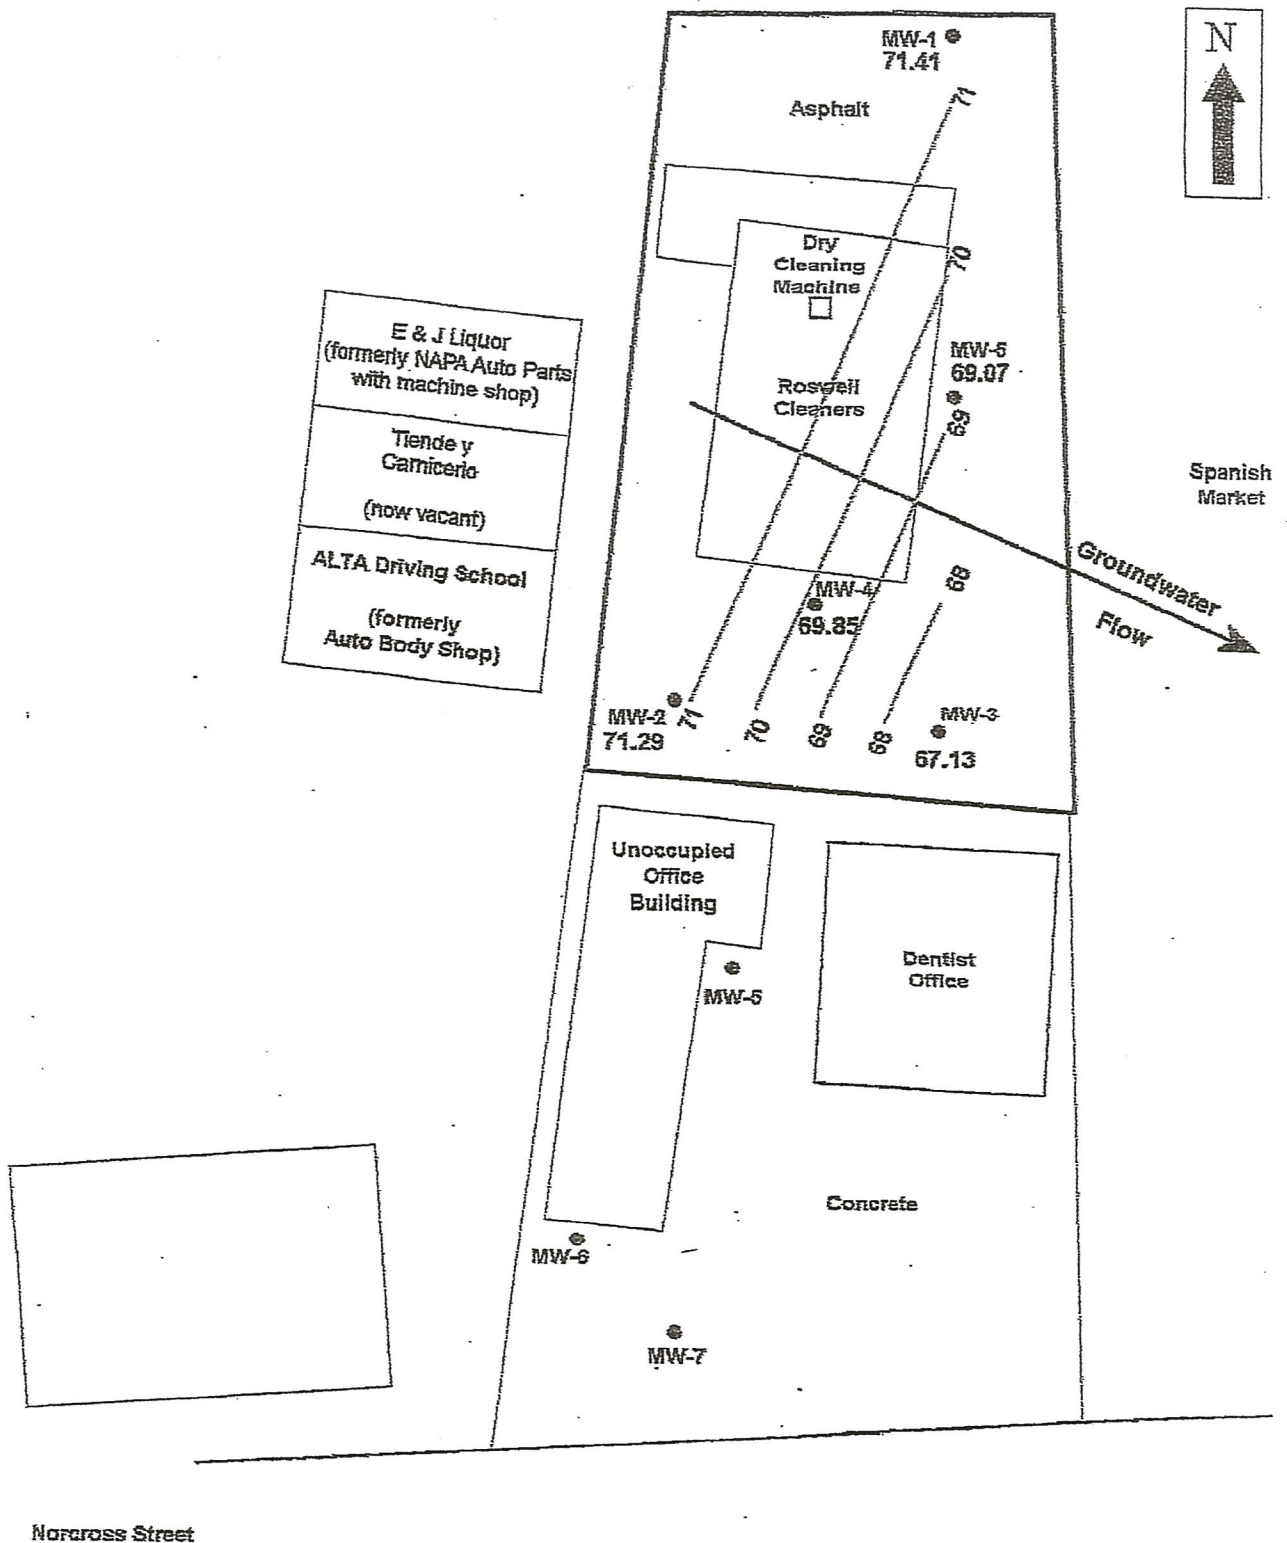 N
MW-1
71.41
Asphalt
71
Dry
Cleaning
Machine
70
E & J Liquor
(formerly NAPA Auto Parts
with machine shop)
MW-5
69.07
Roswell
Cleaners
69
Tiende y
Carnicerio
(now vacant)
Spanish
Market
ALTA Driving School
(formerly
Auto Body Shop)
Groundwater
Flow
68
MW-4
69.85
MW-2
71.29
71
70
69
68
MW-3
67.13
Unoccupied
Office
Building
Dentist
Office
MW-5
Concrete
MW-6
MW-7
Norcross Street